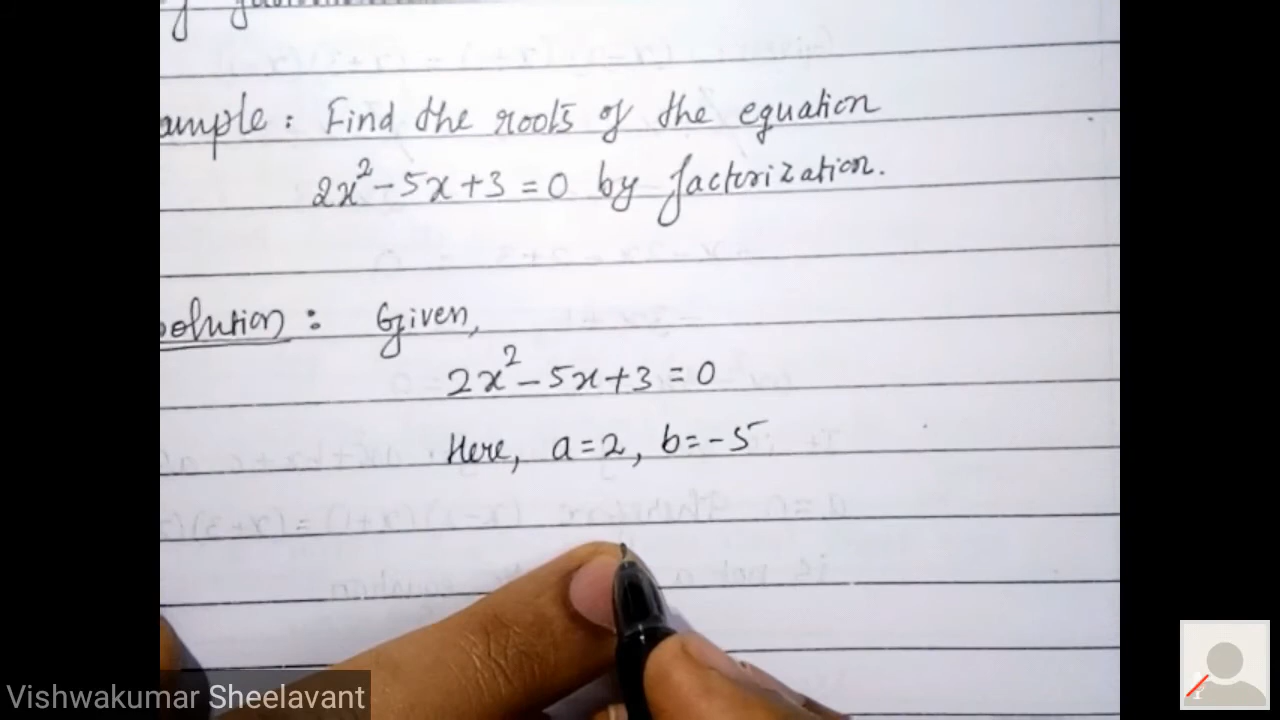 ample: Find the roots of the equation
2x² - 5x + 3 = 0 by factorization.
solution: Given,
2x² - 5x + 3 = 0
Here, a = 2, b = -5
Vishwakumar Sheelavant